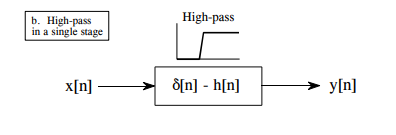 b. High-pass
in a single stage
High-pass
x[n]
δ[n] - h[n]
y[n]